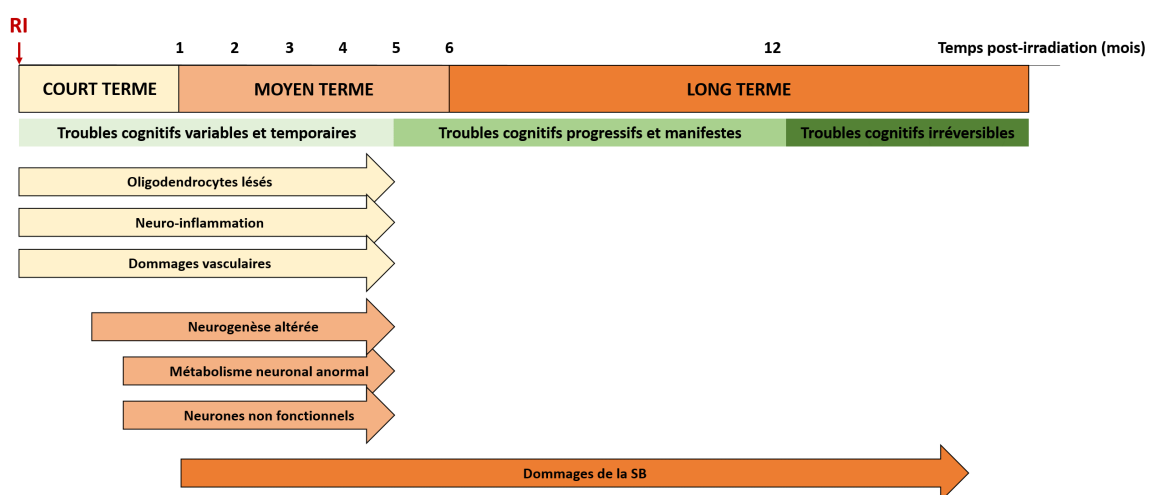 RI
1 2 3 4 5 6 12 Temps post-irradiation (mois)
COURT TERME MOYEN TERME LONG TERME
Troubles cognitifs variables et temporaires Troubles cognitifs progressifs et manifestes Troubles cognitifs irréversibles
Oligodendrocytes lésés
Neuro-inflammation
Dommages vasculaires
Neurogenèse altérée
Métabolisme neuronal anormal
Neurones non fonctionnels
Dommages de la SB